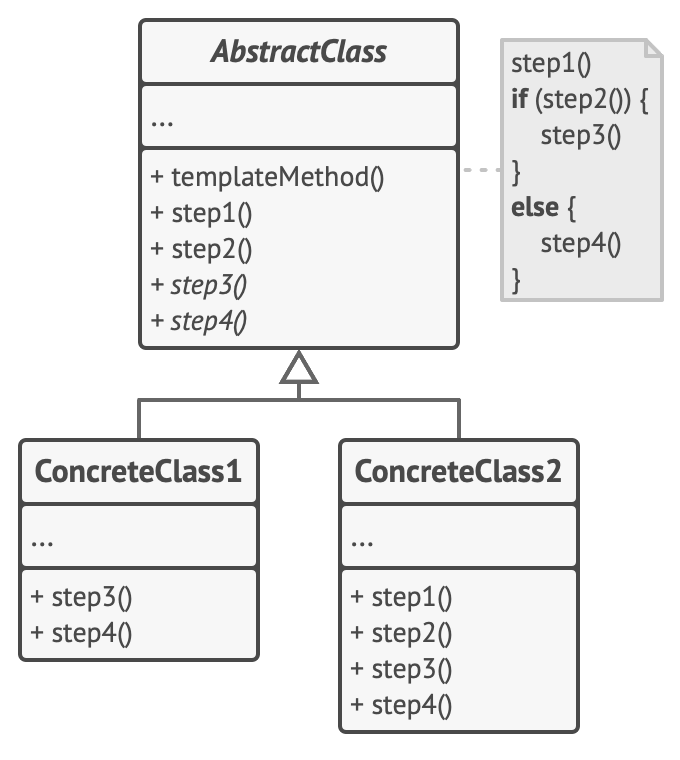 AbstractClass
...
+ templateMethod()
+ step1()
+ step2()
+ step3()
+ step4()
step1()
if (step2()) {
step3()
}
else {
step4()
}
ConcreteClass1
...
+ step3()
+ step4()
ConcreteClass2
...
+ step1()
+ step2()
+ step3()
+ step4()